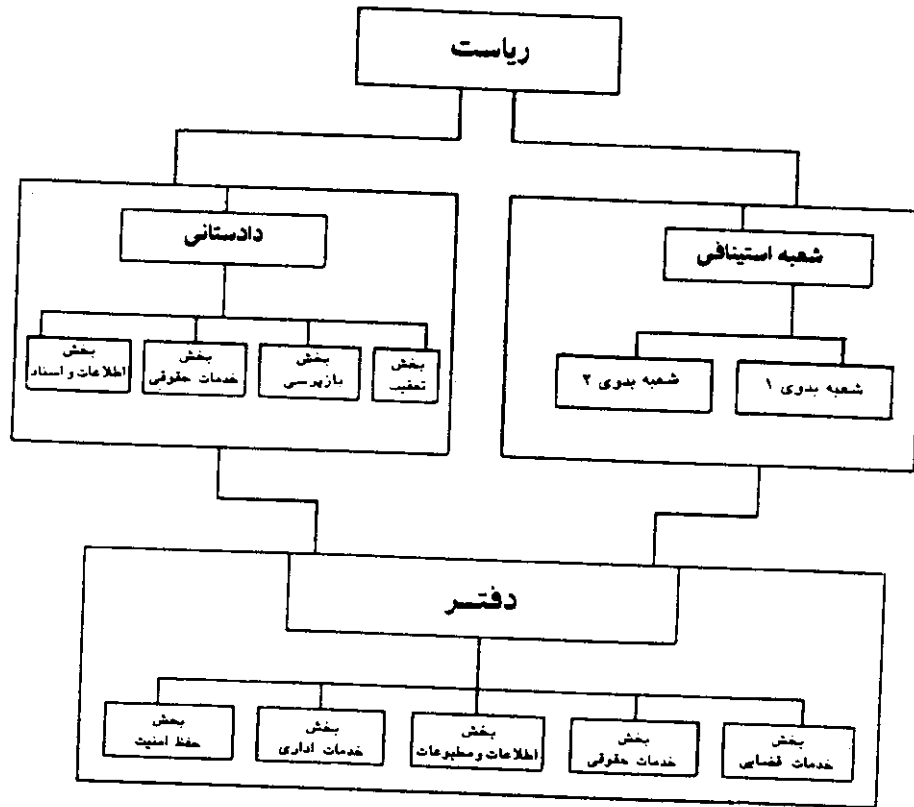 ریاست
شعبه استینافی
شعبه بدوی ۱
شعبه بدوی ۲
دادستانی
بخش
تعقیب
بخش
بازپرسی
بخش
خدمات حقوقی
بخش
اطلاعات و اسناد
دفتـر
بخش
خدمات قضایی
بخش
خدمات حقوقی
بخش
اطلاعات و مطبوعات
بخش
خدمات اداری
بخش
حفظ امنیت